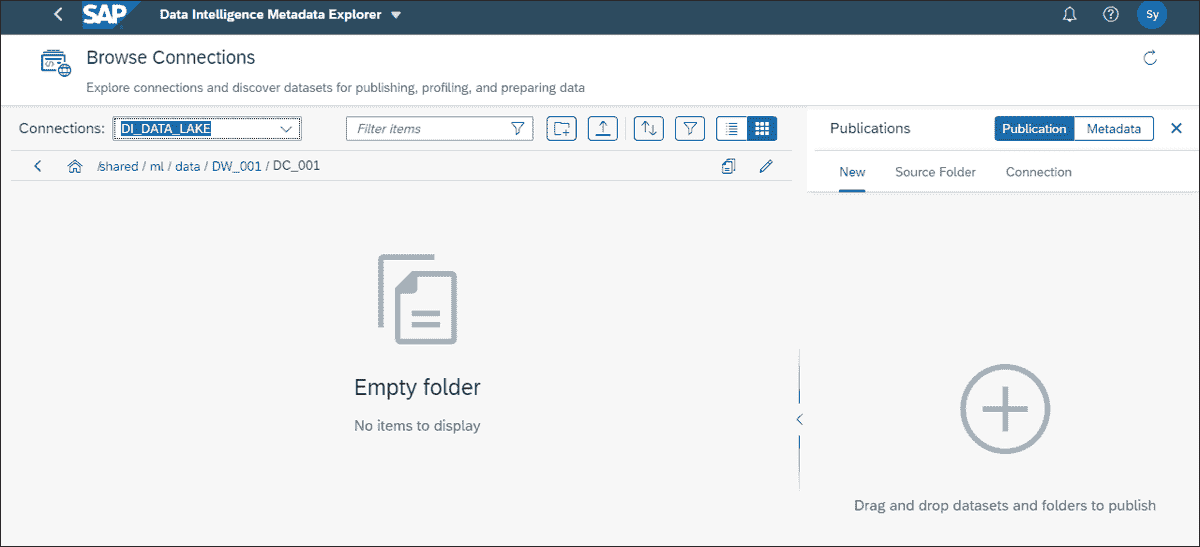 SAP Data Intelligence Metadata Explorer Sy
Browse Connections
Explore connections and discover datasets for publishing, profiling, and preparing data
Connections: DI_DATA_LAKE Filter items
/shared / ml / data / DW_001 / DC_001
Empty folder
No items to display
Publications Publication Metadata
New Source Folder Connection
Drag and drop datasets and folders to publish